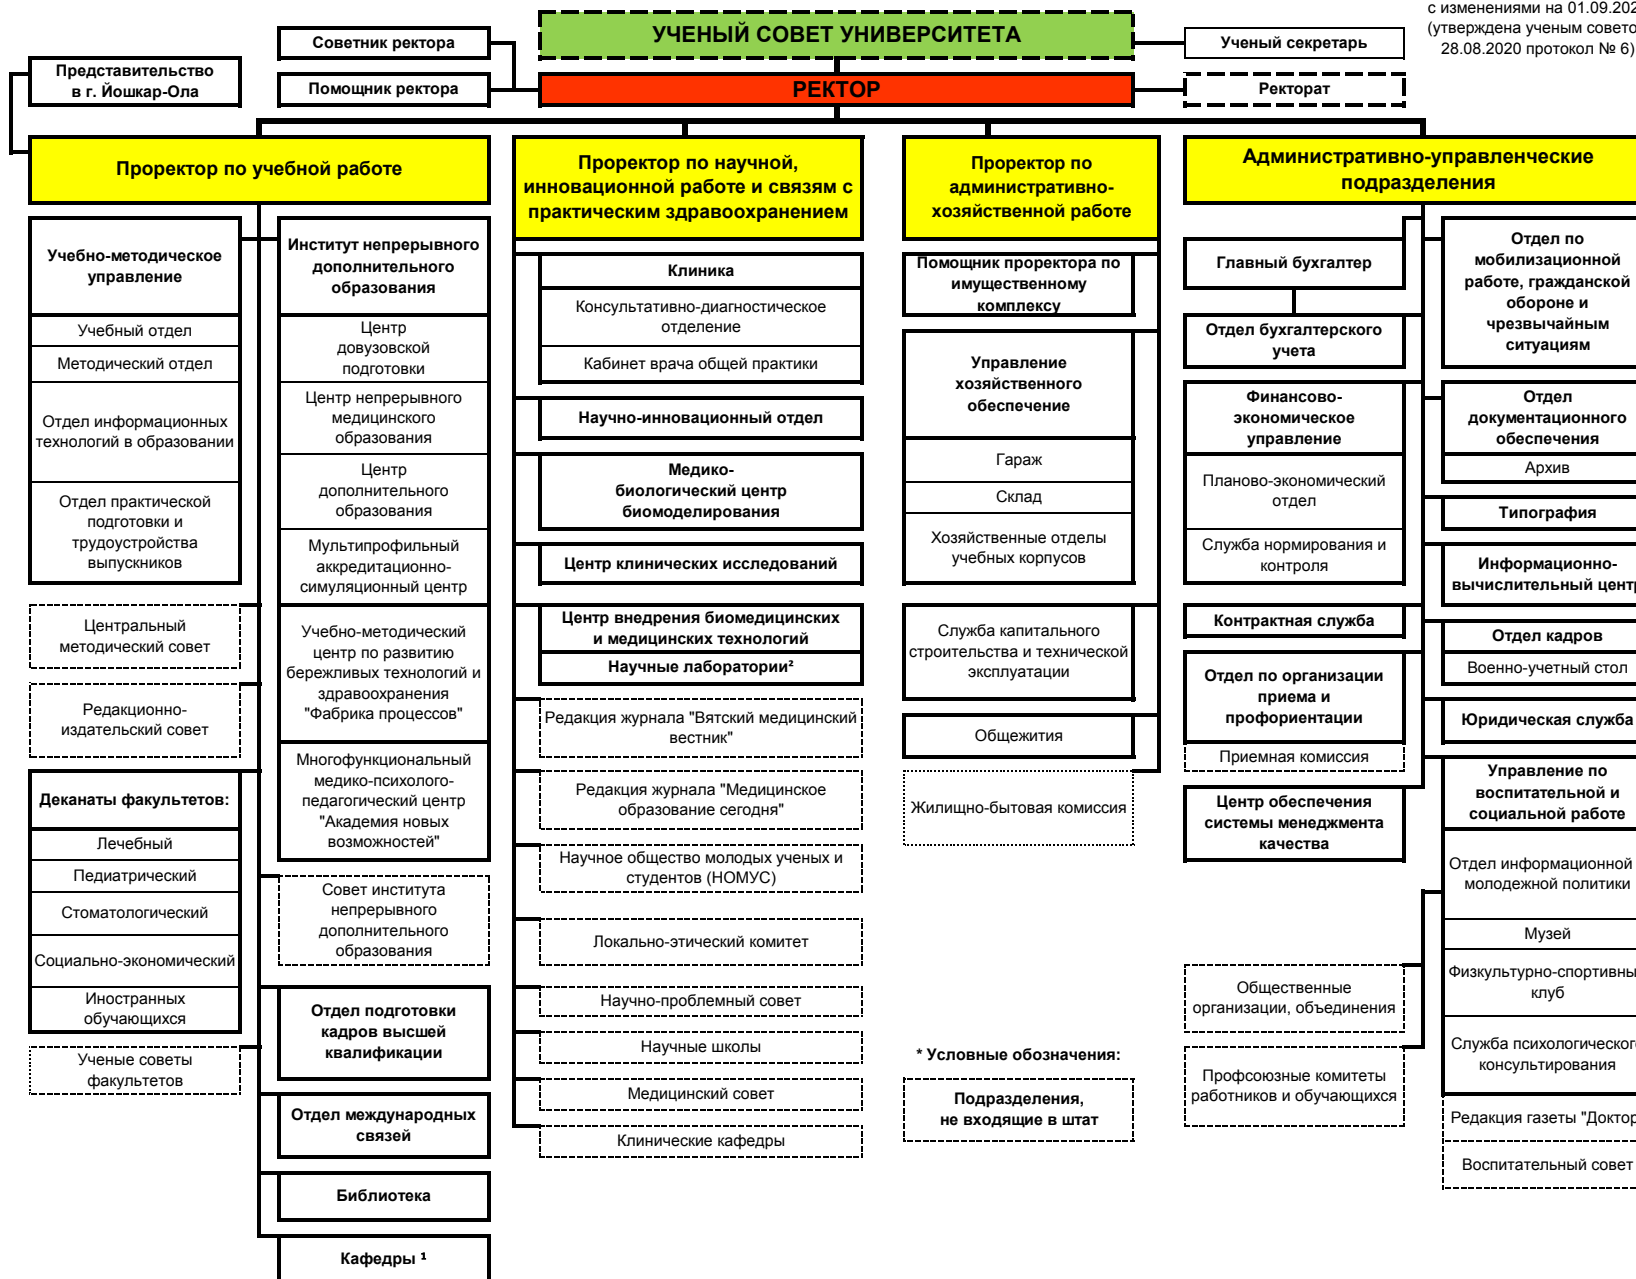 с изменениями на 01.09.202
(утверждена ученым совето
28.08.2020 протокол № 6)
УЧЕНЫЙ СОВЕТ УНИВЕРСИТЕТА
Советник ректора
Ученый секретарь
Представительство
в г. Йошкар-Ола
Помощник ректора
РЕКТОР
Ректорат
Проректор по учебной работе
Проректор по научной,
инновационной работе и связям с
практическим здравоохранением
Проректор по
административно-
хозяйственной работе
Административно-управленческие
подразделения
Учебно-методическое
управление
Учебный отдел
Методический отдел
Отдел информационных
технологий в образовании
Отдел практической
подготовки и
трудоустройства
выпускников
Центральный
методический совет
Редакционно-
издательский совет
Деканаты факультетов:
Лечебный
Педиатрический
Стоматологический
Социально-экономический
Иностранных
обучающихся
Ученые советы
факультетов
Институт непрерывного
дополнительного
образования
Центр
довузовской
подготовки
Центр непрерывного
медицинского
образования
Центр
дополнительного
образования
Мультипрофильный
аккредитационно-
симуляционный центр
Учебно-методический
центр по развитию
бережливых технологий и
здравоохранения
"Фабрика процессов"
Многофункциональный
медико-психолого-
педагогический центр
"Академия новых
возможностей"
Совет института
непрерывного
дополнительного
образования
Отдел подготовки
кадров высшей
квалификации
Отдел международных
связей
Библиотека
Кафедры ¹
Клиника
Консультативно-диагностическое
отделение
Кабинет врача общей практики
Научно-инновационный отдел
Медико-
биологический центр
биомоделирования
Центр клинических исследований
Центр внедрения биомедицинских
и медицинских технологий
Научные лаборатории²
Редакция журнала "Вятский медицинский
вестник"
Редакция журнала "Медицинское
образование сегодня"
Научное общество молодых ученых и
студентов (НОМУС)
Локально-этический комитет
Научно-проблемный совет
Научные школы
Медицинский совет
Клинические кафедры
Помощник проректора по
имущественному
комплексу
Управление
хозяйственного
обеспечение
Гараж
Склад
Хозяйственные отделы
учебных корпусов
Служба капитального
строительства и технической
эксплуатации
Общежития
Жилищно-бытовая комиссия
* Условные обозначения:
Подразделения,
не входящие в штат
Главный бухгалтер
Отдел бухгалтерского
учета
Финансово-
экономическое
управление
Планово-экономический
отдел
Служба нормирования и
контроля
Контрактная служба
Отдел по организации
приема и
профориентации
Приемная комиссия
Центр обеспечения
системы менеджмента
качества
Общественные
организации, объединения
Профсоюзные комитеты
работников и обучающихся
Отдел по
мобилизационной
работе, гражданской
обороне и
чрезвычайным
ситуациям
Отдел
документационного
обеспечения
Архив
Типография
Информационно-
вычислительный центр
Отдел кадров
Военно-учетный стол
Юридическая служба
Управление по
воспитательной и
социальной работе
Отдел информационной
молодежной политики
Музей
Физкультурно-спортивны
клуб
Служба психологическог
консультирования
Редакция газеты "Доктор
Воспитательный совет